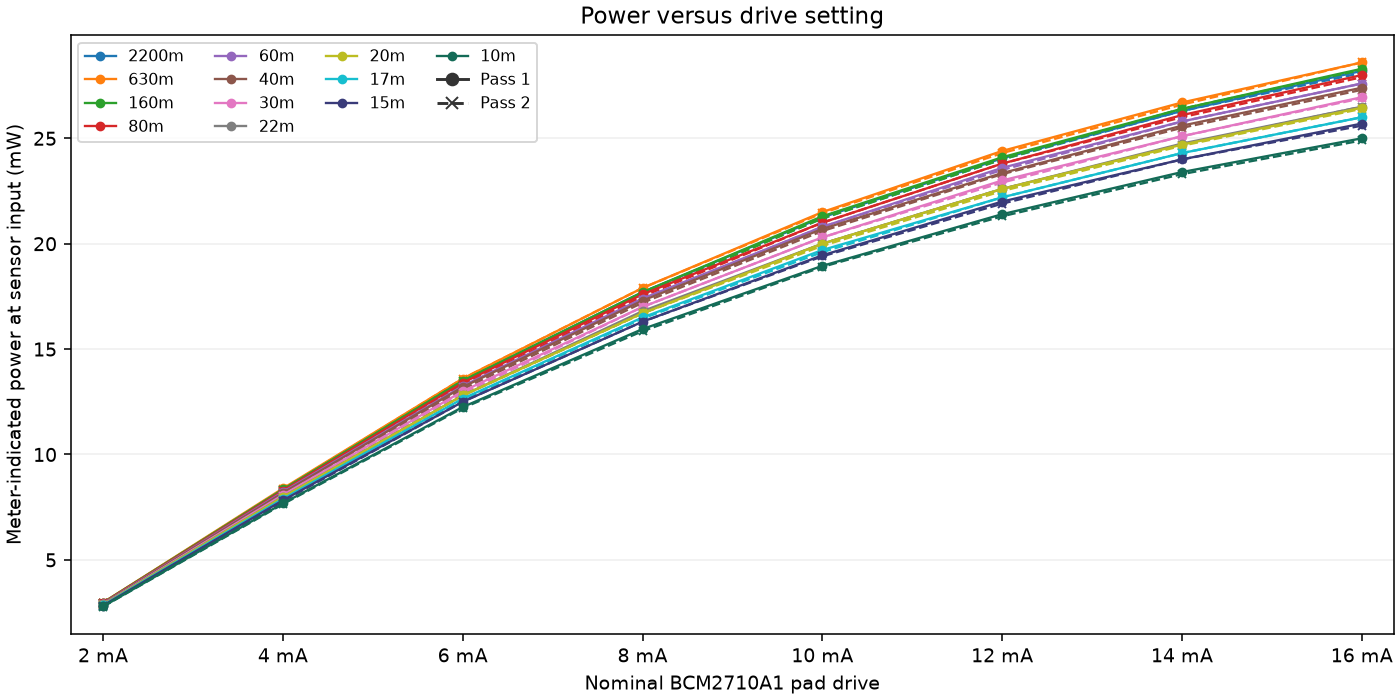 Power versus drive setting
Meter-indicated power at sensor input (mW)
2200m 60m 20m 10m
630m 40m 17m Pass 1
160m 30m 15m Pass 2
80m 22m
25
20
15
10
5
2 mA 4 mA 6 mA 8 mA 10 mA 12 mA 14 mA 16 mA
Nominal BCM2710A1 pad drive